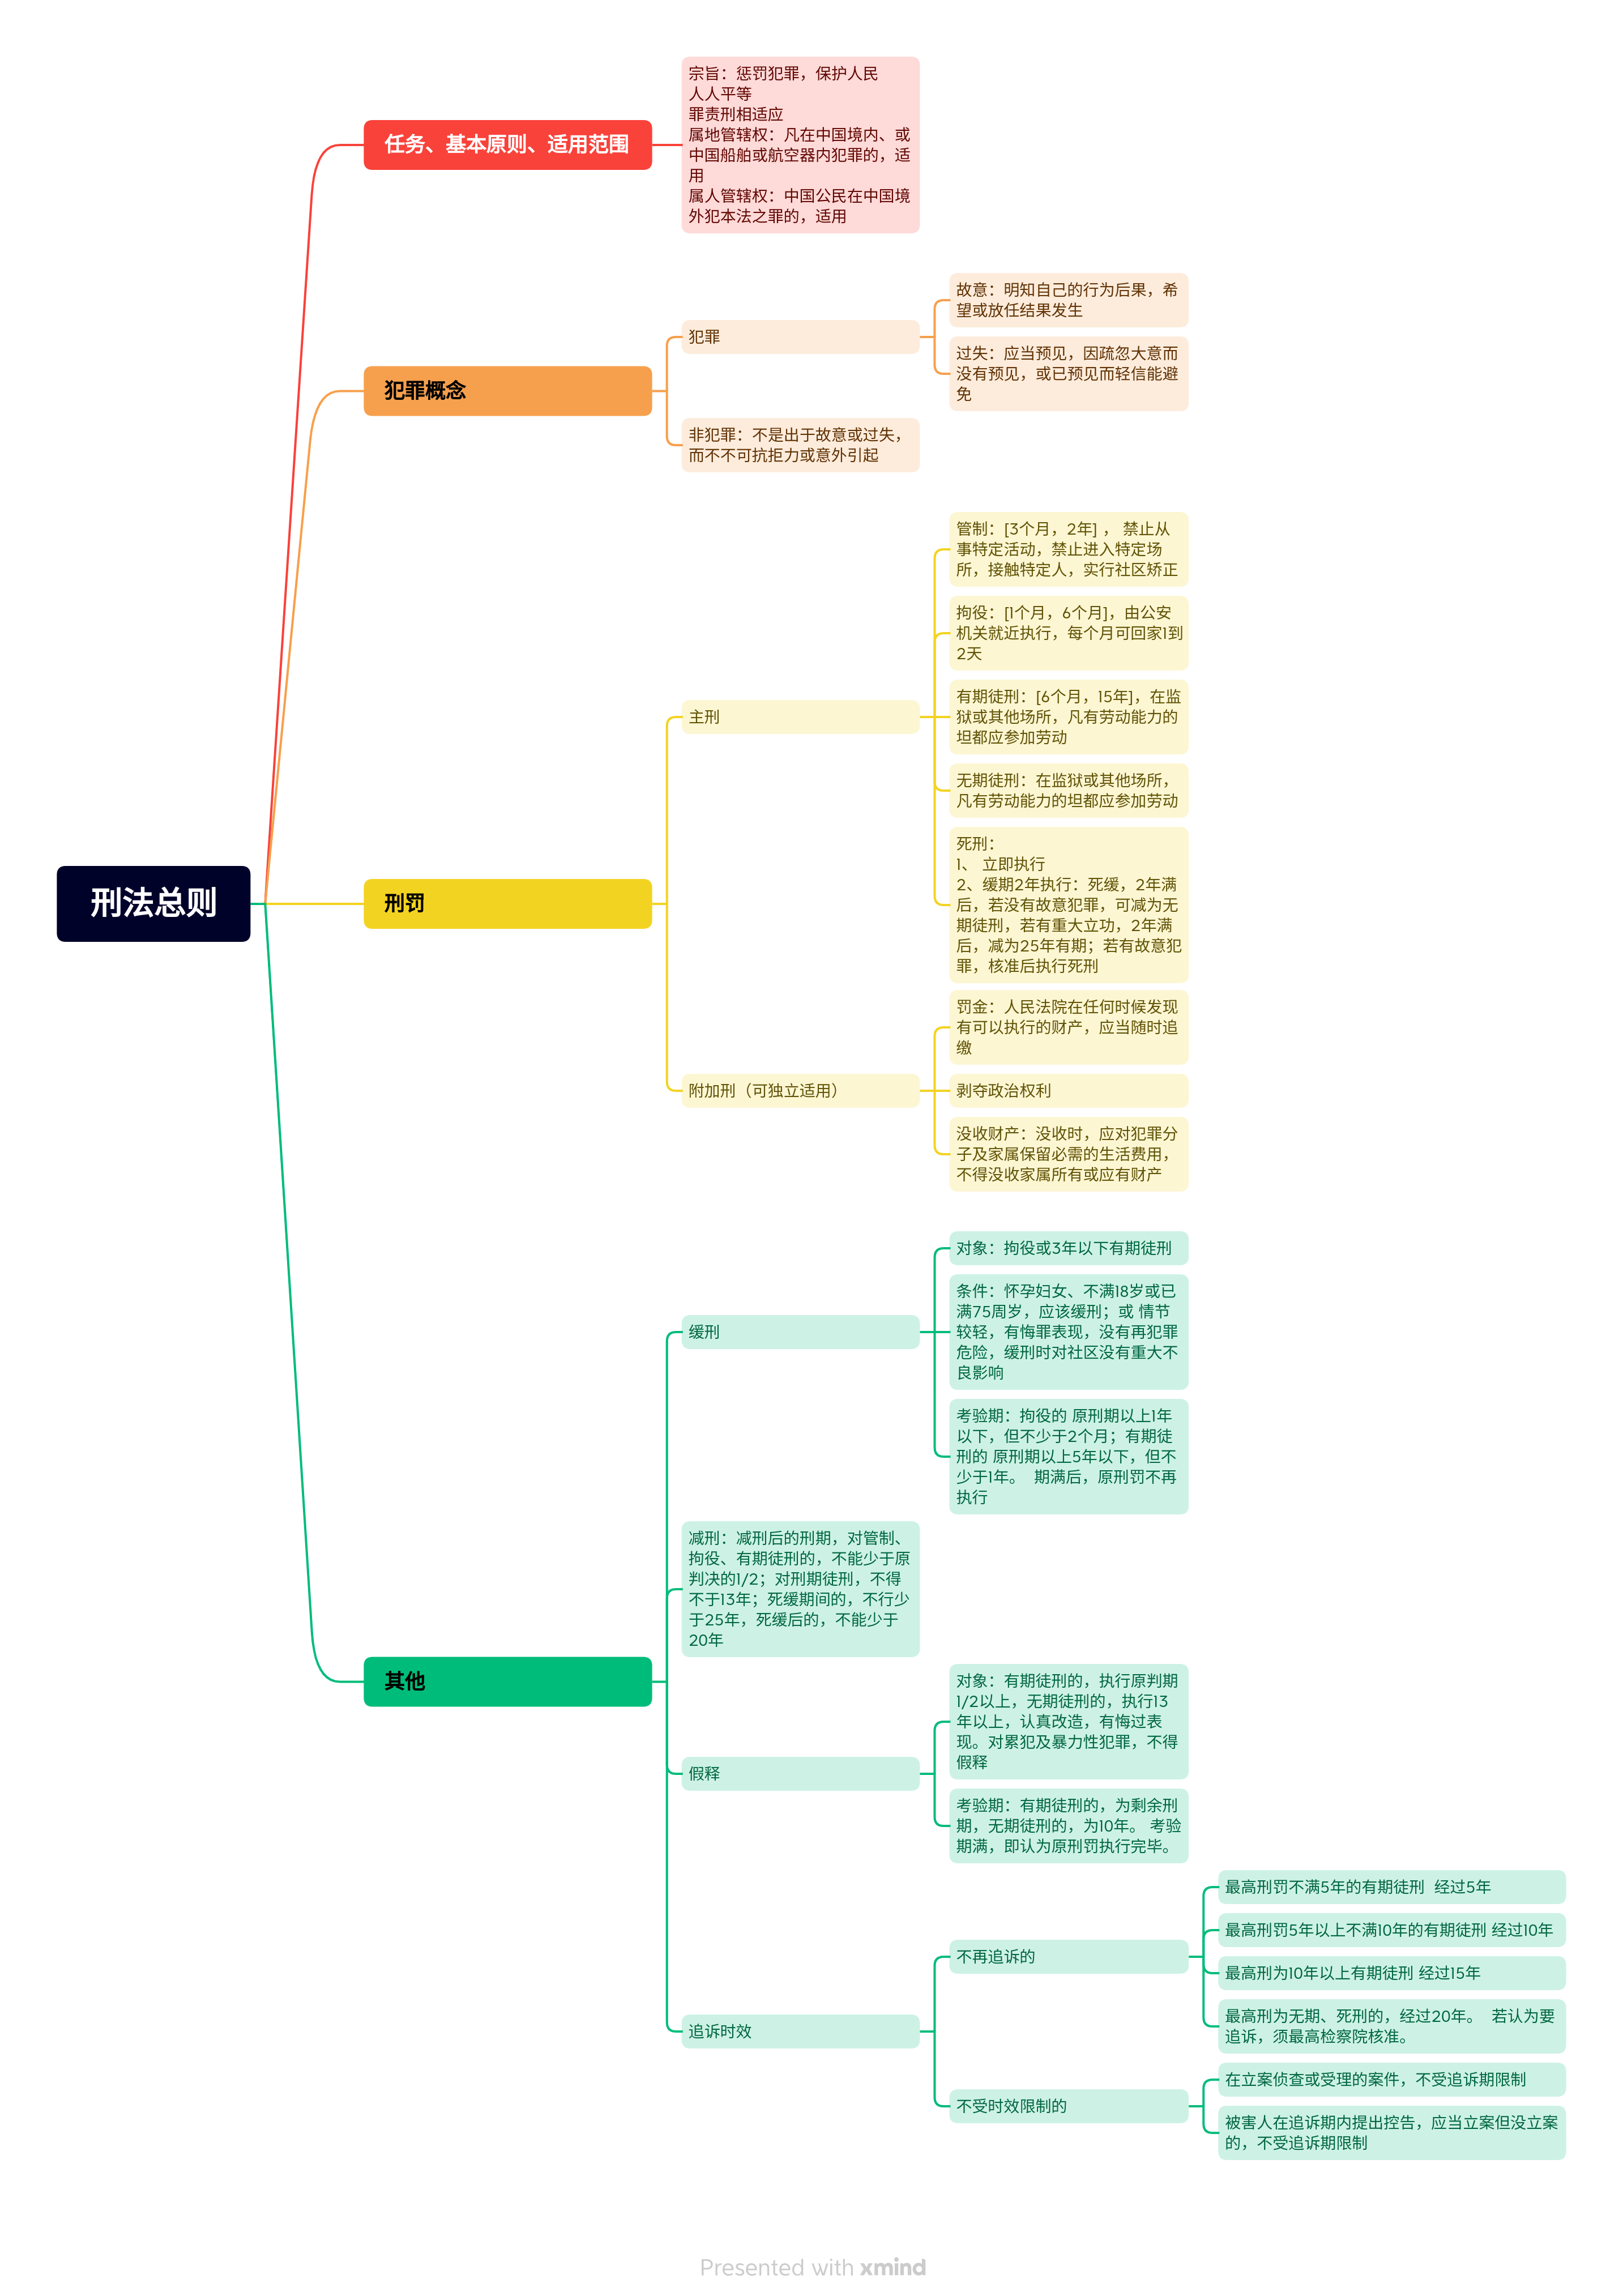 刑法总则
任务、基本原则、适用范围
宗旨：惩罚犯罪，保护人民
人人平等
罪责刑相适应
属地管辖权：凡在中国境内、或
中国船舶或航空器内犯罪的，适
用
属人管辖权：中国公民在中国境
外犯本法之罪的，适用
犯罪概念
犯罪
故意：明知自己的行为后果，希
望或放任结果发生
过失：应当预见，因疏忽大意而
没有预见，或已预见而轻信能避
免
非犯罪：不是出于故意或过失，
而不不可抗拒力或意外引起
刑罚
主刑
管制：[3个月，2年] ， 禁止从
事特定活动，禁止进入特定场
所，接触特定人，实行社区矫正
拘役：[1个月，6个月]，由公安
机关就近执行，每个月可回家1到
2天
有期徒刑：[6个月，15年]，在监
狱或其他场所，凡有劳动能力的
坦都应参加劳动
无期徒刑：在监狱或其他场所，
凡有劳动能力的坦都应参加劳动
死刑：
1、 立即执行
2、缓期2年执行：死缓，2年满
后，若没有故意犯罪，可减为无
期徒刑，若有重大立功，2年满
后，减为25年有期；若有故意犯
罪，核准后执行死刑
附加刑（可独立适用）
罚金：人民法院在任何时候发现
有可以执行的财产，应当随时追
缴
剥夺政治权利
没收财产：没收时，应对犯罪分
子及家属保留必需的生活费用，
不得没收家属所有或应有财产
其他
缓刑
对象：拘役或3年以下有期徒刑
条件：怀孕妇女、不满18岁或已
满75周岁，应该缓刑；或 情节
较轻，有悔罪表现，没有再犯罪
危险，缓刑时对社区没有重大不
良影响
考验期：拘役的 原刑期以上1年
以下，但不少于2个月；有期徒
刑的 原刑期以上5年以下，但不
少于1年。 期满后，原刑罚不再
执行
减刑：减刑后的刑期，对管制、
拘役、有期徒刑的，不能少于原
判决的1/2；对刑期徒刑，不得
不于13年；死缓期间的，不行少
于25年，死缓后的，不能少于
20年
假释
对象：有期徒刑的，执行原判期
1/2以上，无期徒刑的，执行13
年以上，认真改造，有悔过表
现。对累犯及暴力性犯罪，不得
假释
考验期：有期徒刑的，为剩余刑
期，无期徒刑的，为10年。 考验
期满，即认为原刑罚执行完毕。
追诉时效
不再追诉的
最高刑罚不满5年的有期徒刑 经过5年
最高刑罚5年以上不满10年的有期徒刑 经过10年
最高刑为10年以上有期徒刑 经过15年
最高刑为无期、死刑的，经过20年。 若认为要
追诉，须最高检察院核准。
不受时效限制的
在立案侦查或受理的案件，不受追诉期限制
被害人在追诉期内提出控告，应当立案但没立案
的，不受追诉期限制
Presented with xmind